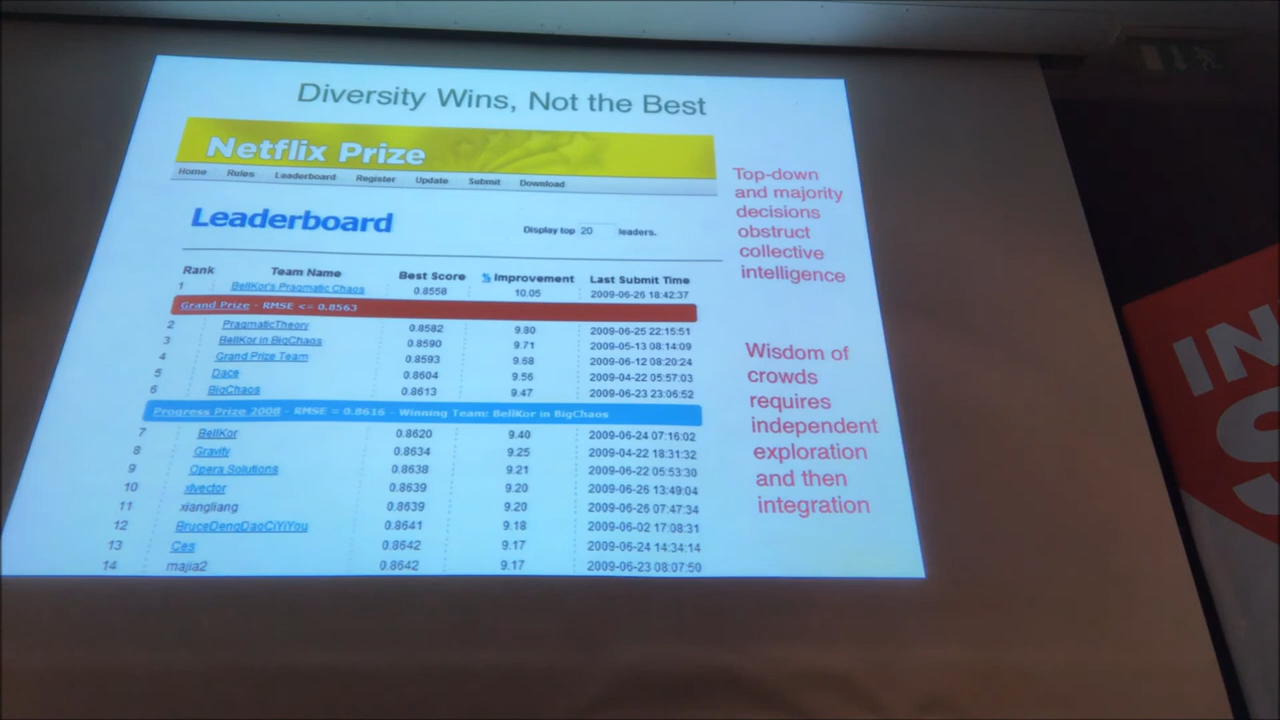 Diversity Wins, Not the Best
Netflix Prize
Home Rules Leaderboard Register Update Submit Download
Leaderboard
Display top 20 leaders.
Rank Team Name Best Score % Improvement Last Submit Time
1 BellKor's Pragmatic Chaos 0.8558 10.05 2009-06-26 18:42:37
Grand Prize - RMSE <= 0.8563
2 PragmaticTheory 0.8582 9.80 2009-06-25 22:15:51
3 BellKor in BigChaos 0.8590 9.71 2009-05-13 08:14:09
4 Grand Prize Team 0.8593 9.68 2009-06-12 08:20:24
5 Dace 0.8604 9.56 2009-04-22 05:57:03
6 BigChaos 0.8613 9.47 2009-06-23 23:06:52
Progress Prize 2008 - RMSE = 0.8616 - Winning Team: BellKor in BigChaos
7 BellKor 0.8620 9.40 2009-06-24 07:16:02
8 Gravity 0.8634 9.25 2009-04-22 18:31:32
9 Opera Solutions 0.8638 9.21 2009-06-22 05:53:30
10 xlvector 0.8639 9.20 2009-06-26 13:49:04
11 xiangliang 0.8639 9.20 2009-06-26 07:47:34
12 BruceDengDaoCiYiYou 0.8641 9.18 2009-06-02 17:08:31
13 Ces 0.8642 9.17 2009-06-24 14:34:14
14 majia2 0.8642 9.17 2009-06-23 08:07:50
Top-down
and majority
decisions
obstruct
collective
intelligence
Wisdom of
crowds
requires
independent
exploration
and then
integration
IN
S